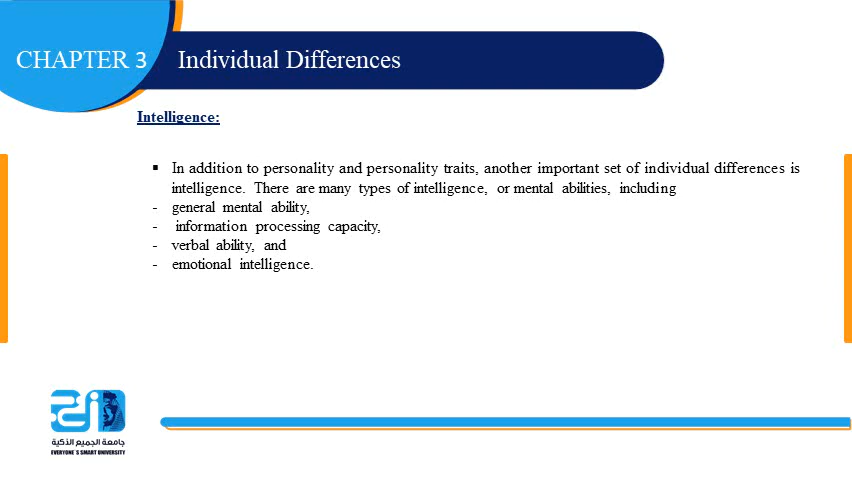 CHAPTER 3
Individual Differences
Intelligence:
▪ In addition to personality and personality traits, another important set of individual differences is
intelligence. There are many types of intelligence, or mental abilities, including
- general mental ability,
- information processing capacity,
- verbal ability, and
- emotional intelligence.
جامعة الجميع الذكية
EVERYONE'S SMART UNIVERSITY